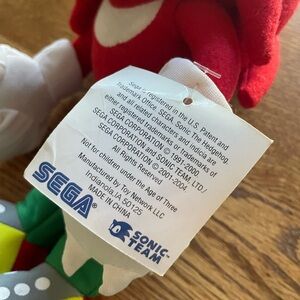 Sega is registered in the U.S. Patent and
Trademark Office. SEGA, Sonic The Hedgehog
and all related characters and indicia are
either registered trademarks or trademarks of
SEGA CORPORATION © 1991-2000.
SEGA CORPORATION and SONIC TEAM, LTD./
SEGA CORPORATION © 2001-2004.
All Rights Reserved
Not for children under the Age of Three
Manufactured by Toy Network LLC
Indianola, IA 50125
MADE IN CHINA
SEGA
SONIC
TEAM